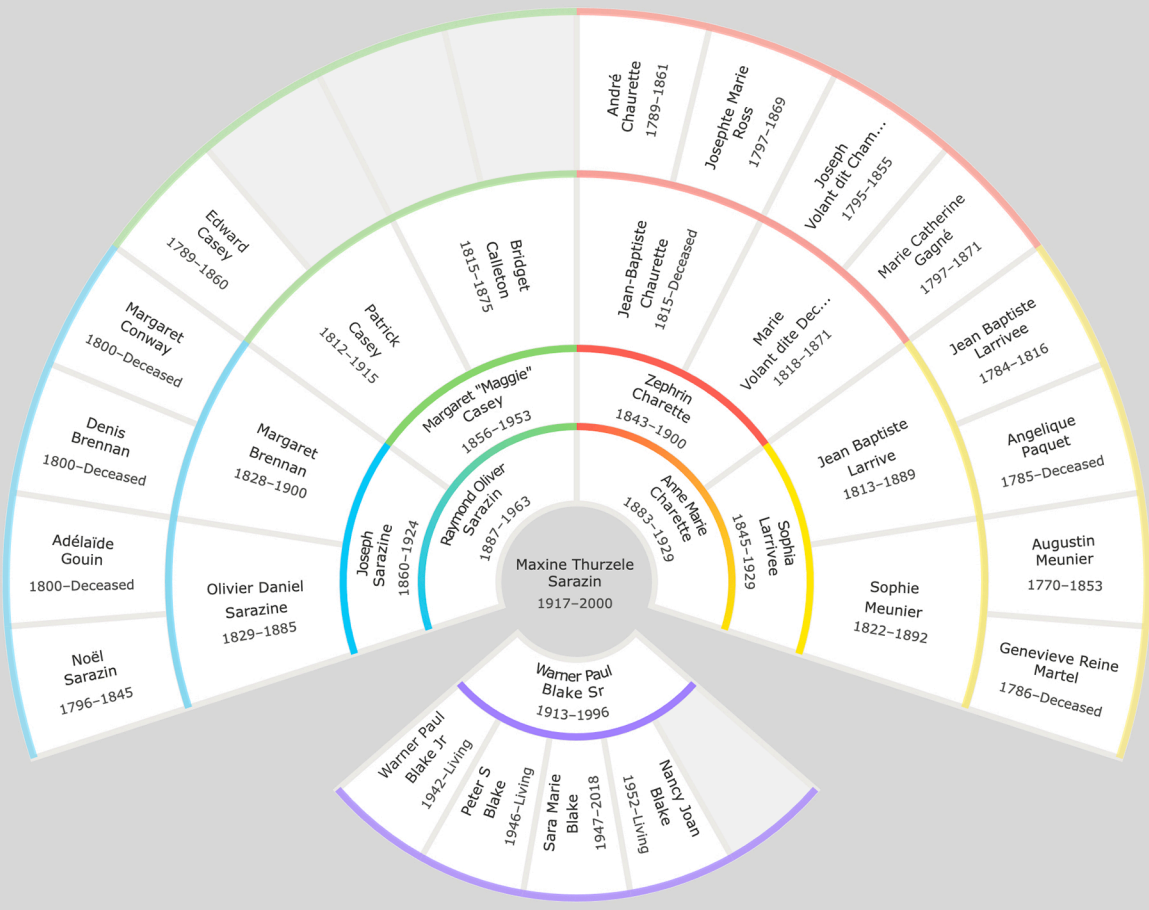 André
Chaurette
1789–1861
Josephte Marie
Ross
1797–1869
Joseph
Volant dit Cham...
1795–1855
Marie Catherine
Gagné
1797–1871
Edward
Casey
1789–1860
Margaret
Conway
1800–Deceased
Denis
Brennan
1800–Deceased
Adélaïde
Gouin
1800–Deceased
Noël
Sarazin
1796–1845
Jean Baptiste
Larrivee
1784–1816
Angelique
Paquet
1785–Deceased
Augustin
Meunier
1770–1853
Genevieve Reine
Martel
1786–Deceased
Bridget
Calleton
1815–1875
Patrick
Casey
1812–1915
Margaret
Brennan
1828–1900
Olivier Daniel
Sarazine
1829–1885
Jean-Baptiste
Chaurette
1815–Deceased
Marie
Volant dite Dec...
1818–1871
Jean Baptiste
Larrive
1813–1889
Sophie
Meunier
1822–1892
Margaret "Maggie"
Casey
1856–1953
Joseph
Sarazine
1860–1924
Zephrin
Charette
1843–1900
Sophia
Larrivee
1845–1929
Raymond Oliver
Sarazin
1887–1963
Anne Marie
Charette
1883–1929
Maxine Thurzele
Sarazin
1917–2000
Warner Paul
Blake Sr
1913–1996
Warner Paul
Blake Jr
1942–Living
Peter S
Blake
1946–Living
Sara Marie
Blake
1947–2018
Nancy Joan
Blake
1952–Living